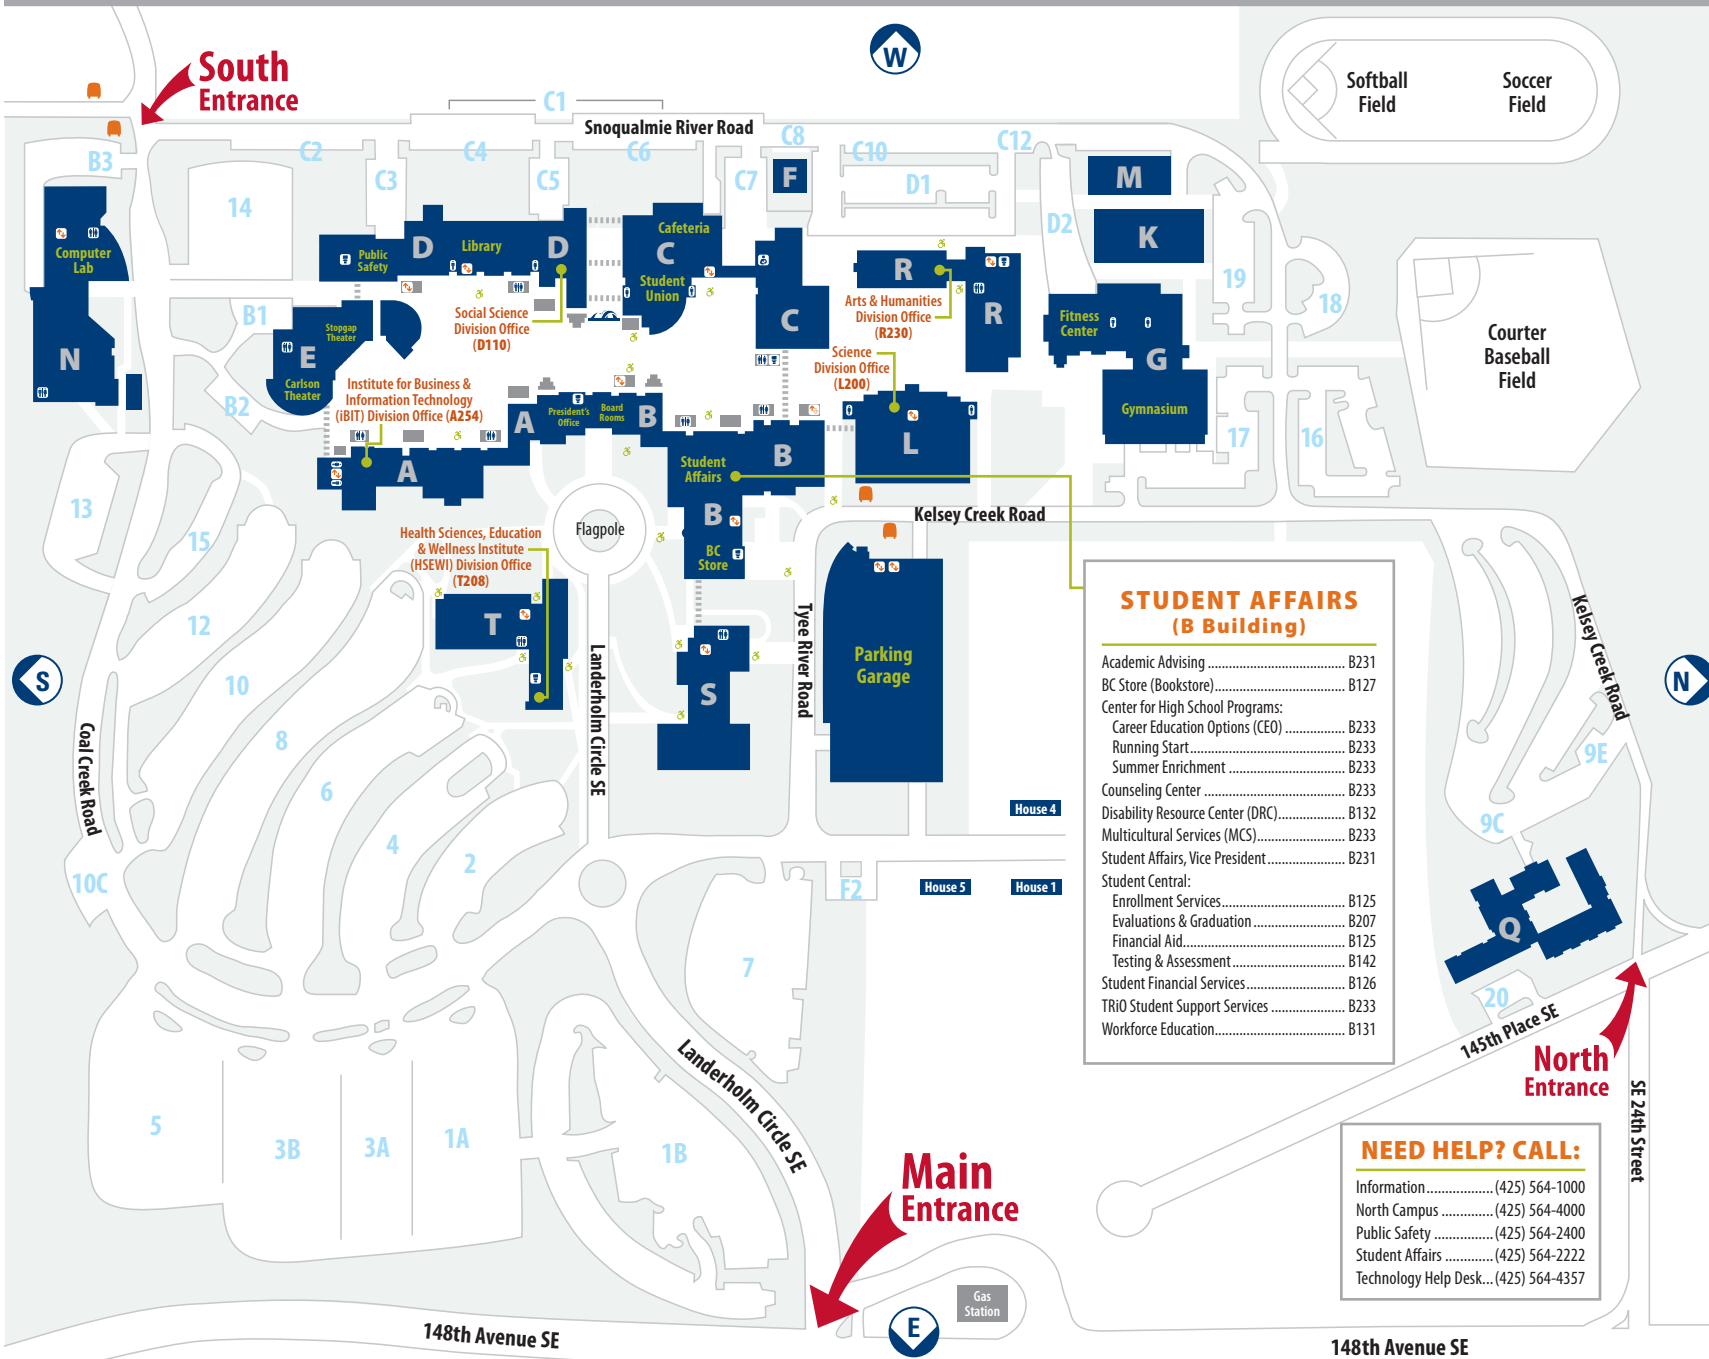 W
South
Entrance
C1
Snoqualmie River Road
Softball
Field
Soccer
Field
B3
C2
C3
C4
C5
C6
C7
C8
C10
C12
D1
D2
14
F
M
K
Computer
Lab
N
Public
Safety
D
Library
D
Cafeteria
C
Student
Union
C
R
R
Arts & Humanities
Division Office
(R230)
Social Science
Division Office
(D110)
B1
Stopgap
Theater
E
Carlson
Theater
B2
Institute for Business &
Information Technology
(iBIT) Division Office (A254)
Science
Division Office
(L200)
Fitness
Center
G
Gymnasium
19
18
17
16
Courter
Baseball
Field
A
President's
Office
Board
Rooms
B
A
Student
Affairs
B
B
BC
Store
L
13
15
12
10
8
6
4
2
10C
Flagpole
Kelsey Creek Road
Health Sciences, Education
& Wellness Institute
(HSEWI) Division Office
(T208)
T
S
S
Coal Creek Road
Landerholm Circle SE
Tyee River Road
Parking
Garage
House 4
House 5
House 1
F2
7
STUDENT AFFAIRS
(B Building)
Academic Advising ................ B231
BC Store (Bookstore)................ B127
Center for High School Programs:
Career Education Options (CEO) ................ B233
Running Start................ B233
Summer Enrichment ................ B233
Counseling Center ................ B233
Disability Resource Center (DRC)................ B132
Multicultural Services (MCS)................ B233
Student Affairs, Vice President................ B231
Student Central:
Enrollment Services................ B125
Evaluations & Graduation ................ B207
Financial Aid................ B125
Testing & Assessment................ B142
Student Financial Services................ B126
TRiO Student Support Services ................ B233
Workforce Education................ B131
Kelsey Creek Road
N
9E
9C
Q
20
145th Place SE
North
Entrance
SE 24th Street
5
3B
3A
1A
1B
Landerholm Circle SE
Main
Entrance
NEED HELP? CALL:
Information.................(425) 564-1000
North Campus .............(425) 564-4000
Public Safety ...............(425) 564-2400
Student Affairs ............(425) 564-2222
Technology Help Desk...(425) 564-4357
Gas
Station
E
148th Avenue SE
148th Avenue SE